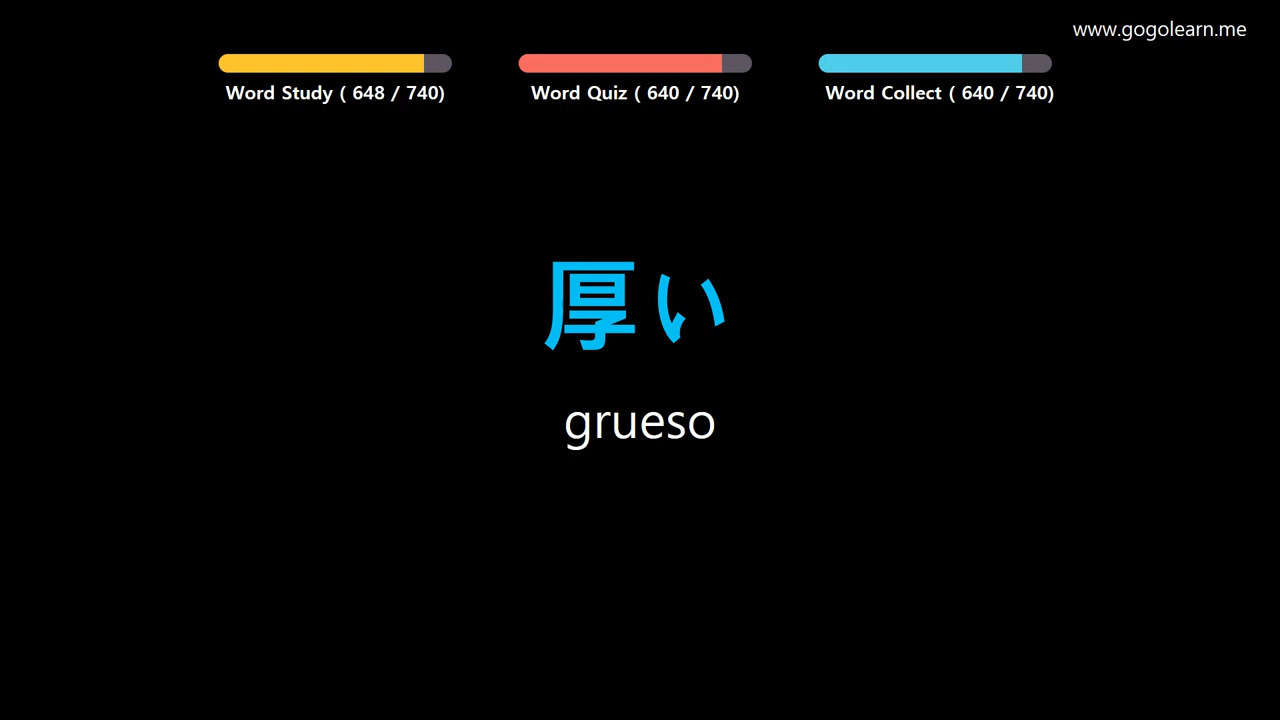 www.gogolearn.me
Word Study ( 648 / 740)
Word Quiz ( 640 / 740)
Word Collect ( 640 / 740)
厚い
grueso